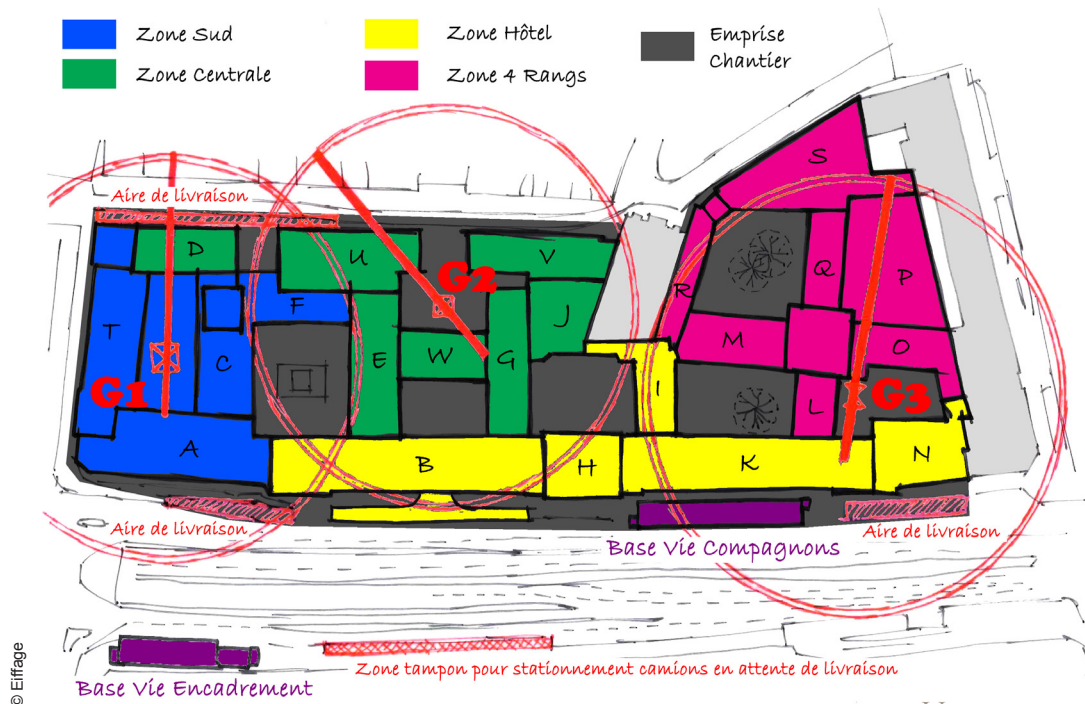 Zone Sud
Zone Centrale
Zone Hôtel
Zone 4 Rangs
Emprise
Chantier
Aire de livraison
S
D
U
V
G2
Q
P
R
F
T
C
J
E
W
G
M
O
I
G1
L
G3
A
B
H
K
N
Aire de livraison
Aire de livraison
Base Vie Compagnons
Zone tampon pour stationnement camions en attente de livraison
Base Vie Encadrement
© Eiffage